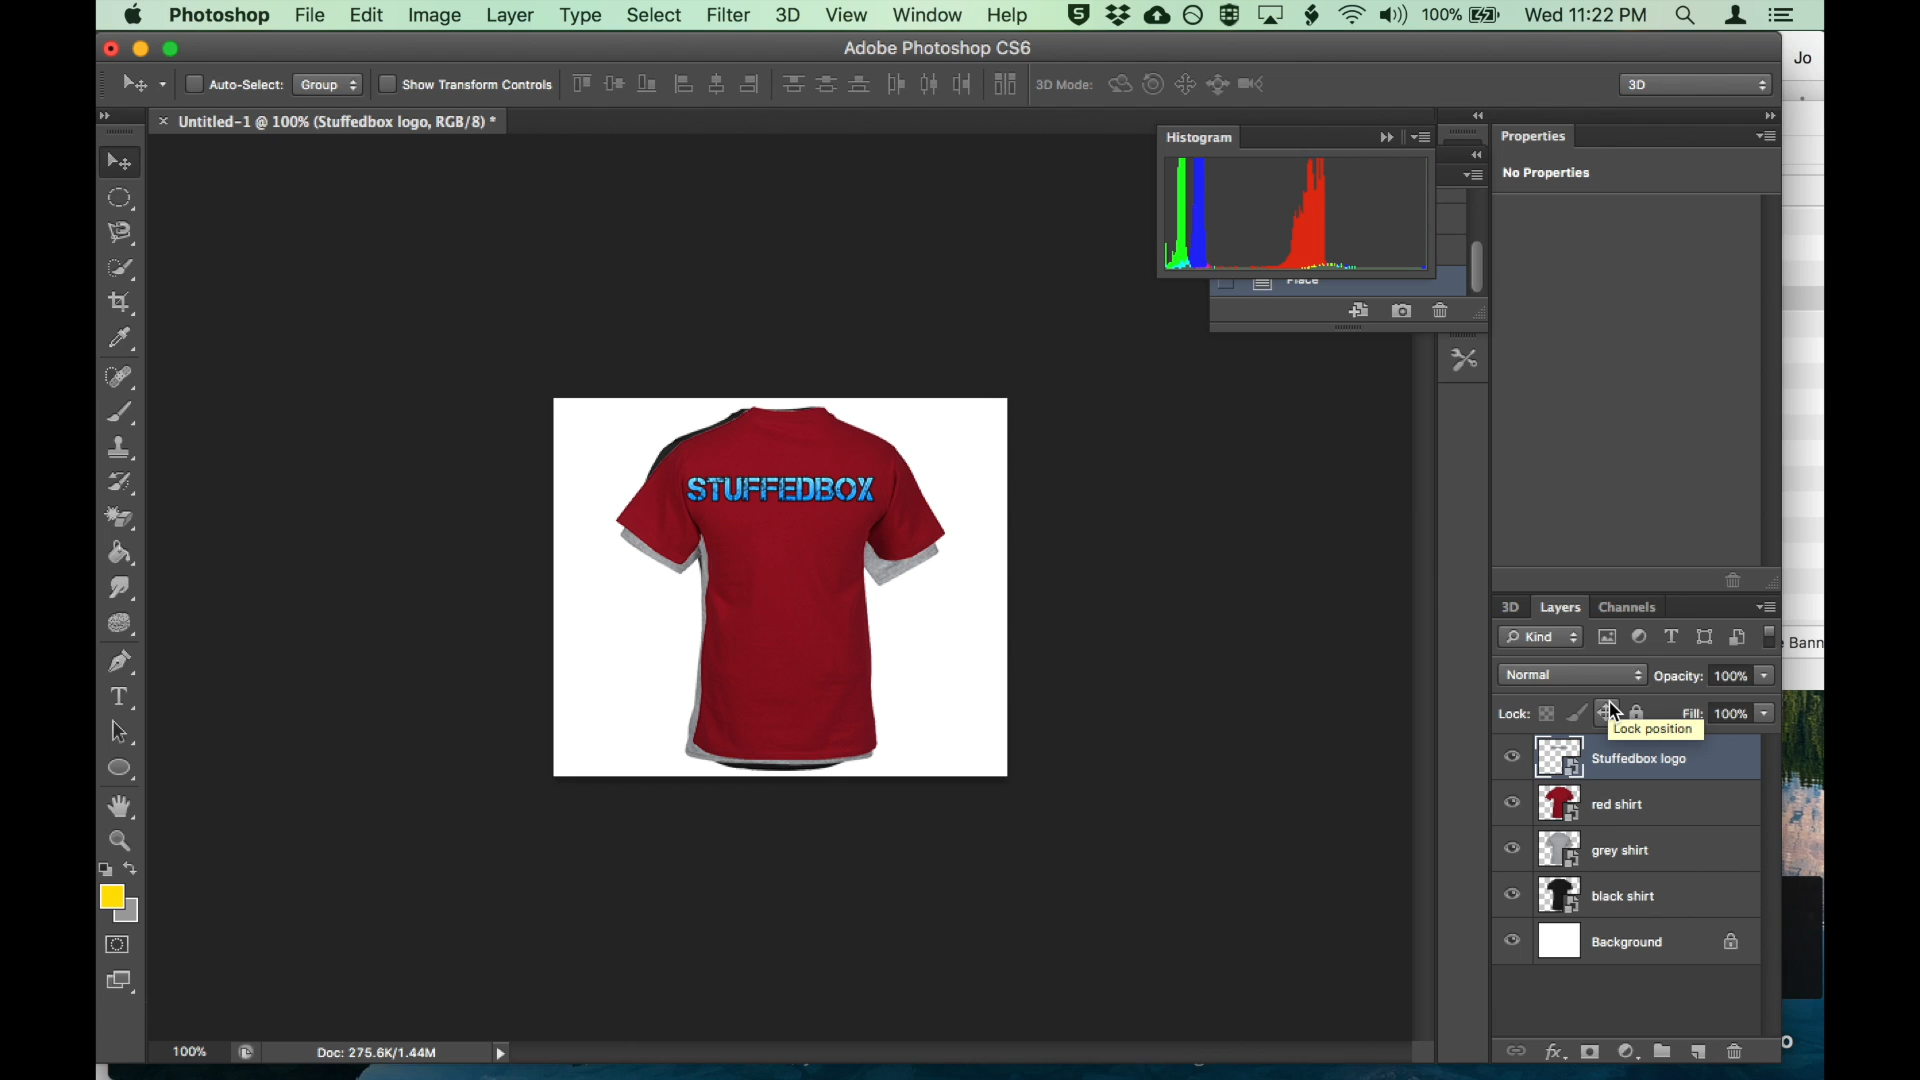 Photoshop File Edit Image Layer Type Select Filter 3D View Window Help 100% Wed 11:22 PM
Adobe Photoshop CS6
Jo
Auto-Select: Group Show Transform Controls 3D Mode: 3D
Untitled-1 @ 100% (Stuffedbox logo, RGB/8) *
Histogram
Properties
No Properties
Place
STUFFEDBOX
3D Layers Channels
Kind
Bann
Normal Opacity: 100%
Lock: Fill: 100%
Lock position
Stuffedbox logo
red shirt
grey shirt
black shirt
Background
100% Doc: 275.6K/1.44M